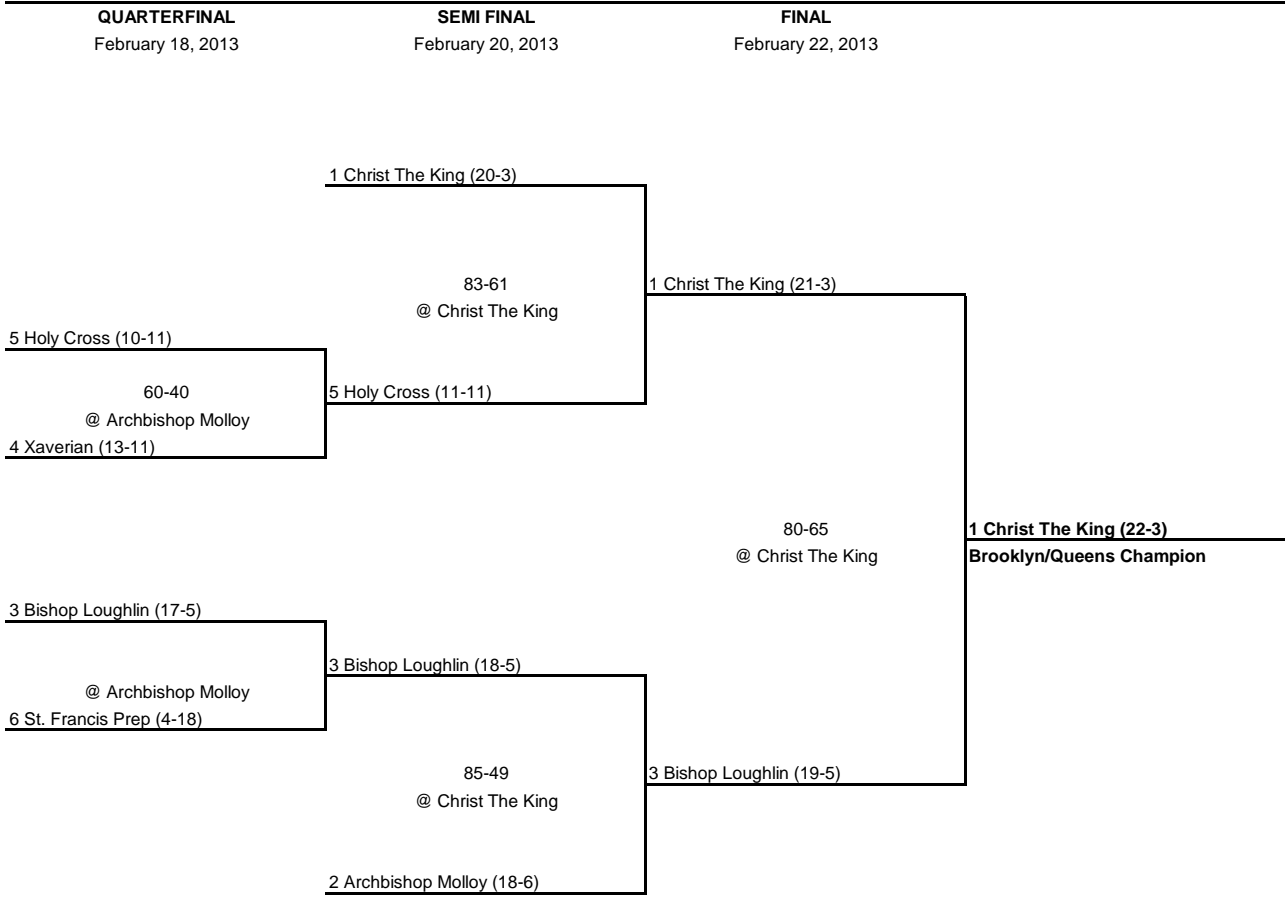 QUARTERFINAL SEMI FINAL FINAL
February 18, 2013 February 20, 2013 February 22, 2013
1 Christ The King (20-3)
83-61
1 Christ The King (21-3)
@ Christ The King
5 Holy Cross (10-11)
60-40
5 Holy Cross (11-11)
@ Archbishop Molloy
4 Xaverian (13-11)
80-65
1 Christ The King (22-3)
@ Christ The King
Brooklyn/Queens Champion
3 Bishop Loughlin (17-5)
3 Bishop Loughlin (18-5)
@ Archbishop Molloy
6 St. Francis Prep (4-18)
85-49
3 Bishop Loughlin (19-5)
@ Christ The King
2 Archbishop Molloy (18-6)